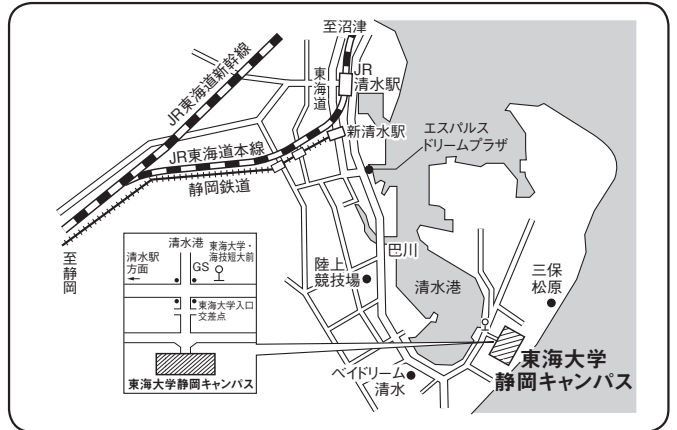 至沼津
JR東海道新幹線
東海道
JR
清水駅
新清水駅
エスパルス
ドリームプラザ
JR東海道本線
静岡鉄道
至静岡
巴川
陸上
競技場
清水港
三保
松原
東海大学
静岡キャンパス
ベイドリーム
清水
清水港
清水駅
方面
GS
東海大学・
海技短大前
東海大学入口
交差点
東海大学静岡キャンパス